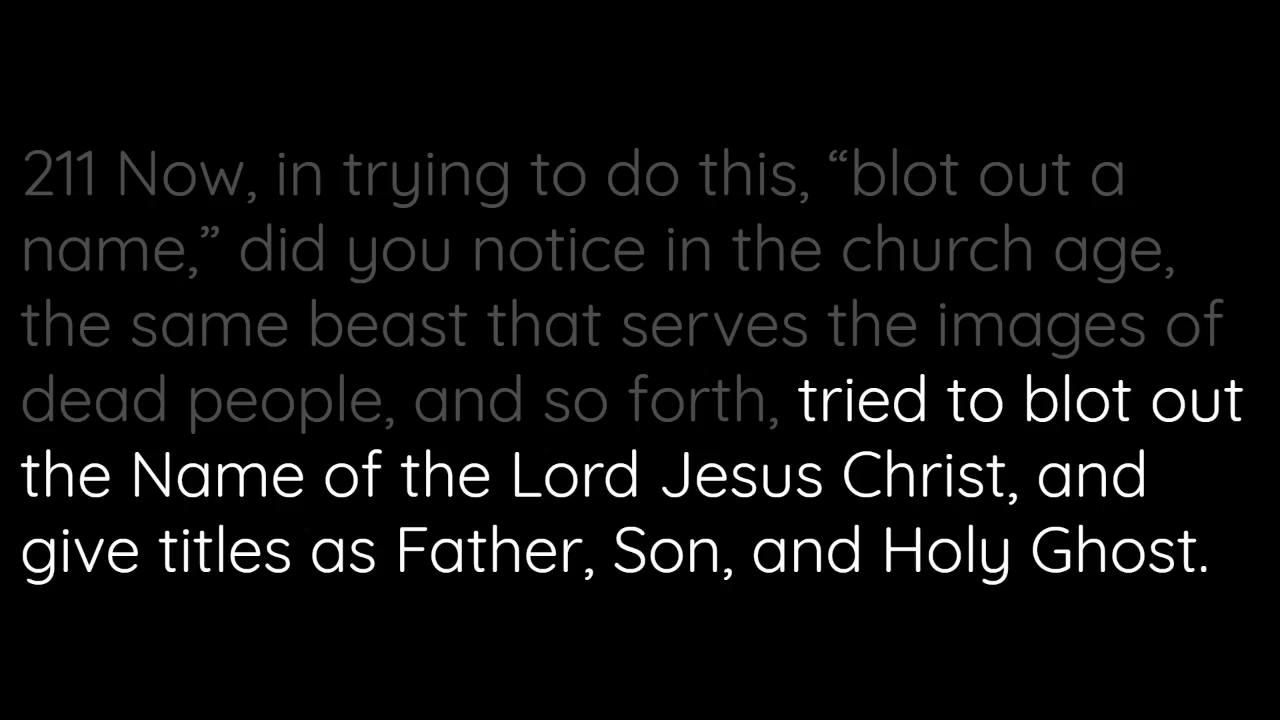 211 Now, in trying to do this, “blot out a
name,” did you notice in the church age,
the same beast that serves the images of
dead people, and so forth, tried to blot out
the Name of the Lord Jesus Christ, and
give titles as Father, Son, and Holy Ghost.